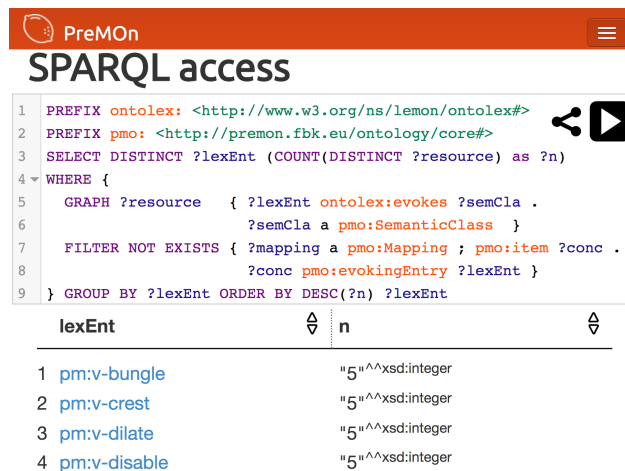 PreMOn
SPARQL access
1 PREFIX ontolex: <http://www.w3.org/ns/lemon/ontolex#>
2 PREFIX pmo: <http://premon.fbk.eu/ontology/core#>
3 SELECT DISTINCT ?lexEnt (COUNT(DISTINCT ?resource) as ?n)
4 WHERE {
5 GRAPH ?resource { ?lexEnt ontolex:evokes ?semCla .
6 ?semCla a pmo:SemanticClass }
7 FILTER NOT EXISTS { ?mapping a pmo:Mapping ; pmo:item ?conc .
8 ?conc pmo:evokingEntry ?lexEnt }
9 } GROUP BY ?lexEnt ORDER BY DESC(?n) ?lexEnt
lexEnt n
1 pm:v-bungle "5"^^xsd:integer
2 pm:v-crest "5"^^xsd:integer
3 pm:v-dilate "5"^^xsd:integer
4 pm:v-disable "5"^^xsd:integer